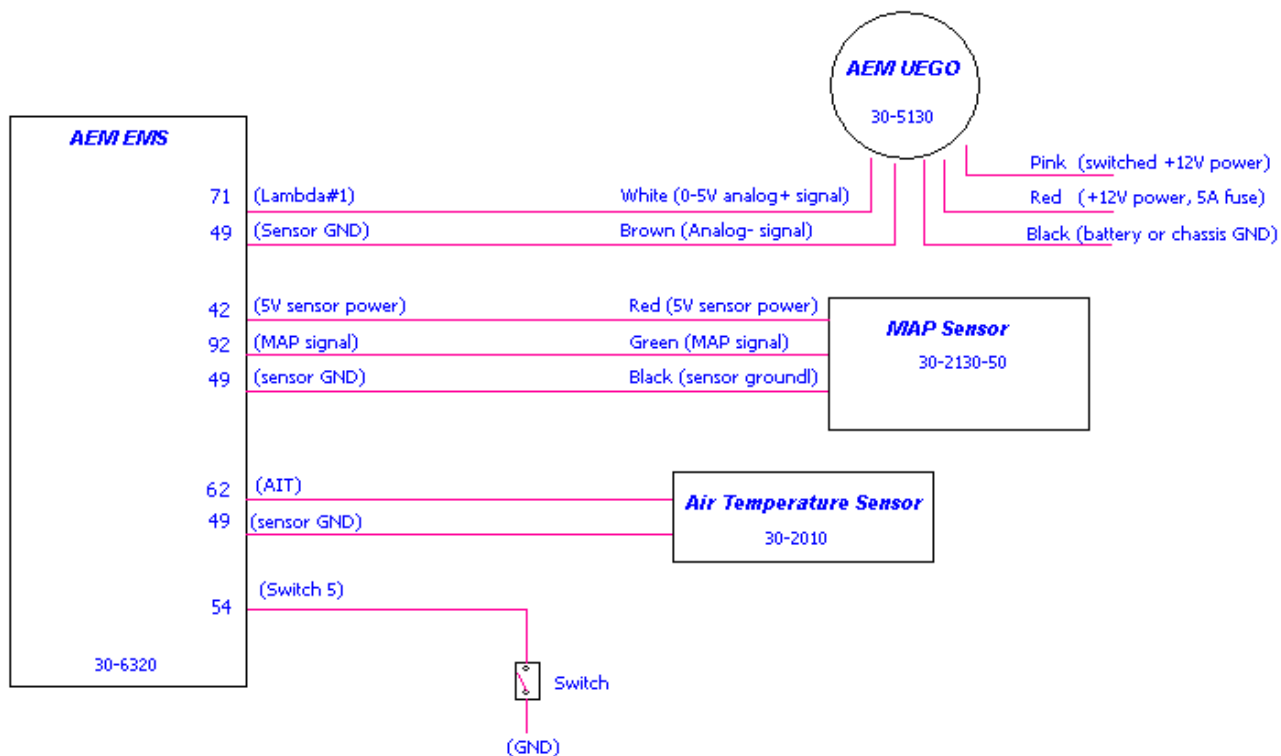 AEM UEGO
30-5130
Pink (switched +12V power)
Red (+12V power, 5A fuse)
Black (battery or chassis GND)
AEM EMS
71 (Lambda#1) White (0-5V analog+ signal)
49 (Sensor GND) Brown (Analog- signal)
42 (5V sensor power) Red (5V sensor power)
92 (MAP signal) Green (MAP signal)
49 (sensor GND) Black (sensor groundl)
MAP Sensor
30-2130-50
62 (AIT)
49 (sensor GND)
Air Temperature Sensor
30-2010
54 (Switch 5)
30-6320
Switch
(GND)